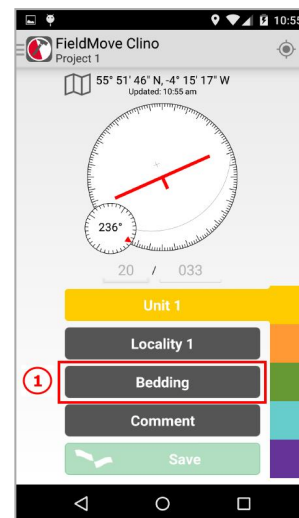 10:55
FieldMove Clino
Project 1
55° 51' 46" N, -4° 15' 17" W
Updated: 10:55 am
236°
20 / 033
Unit 1
Locality 1
1
Bedding
Comment
Save